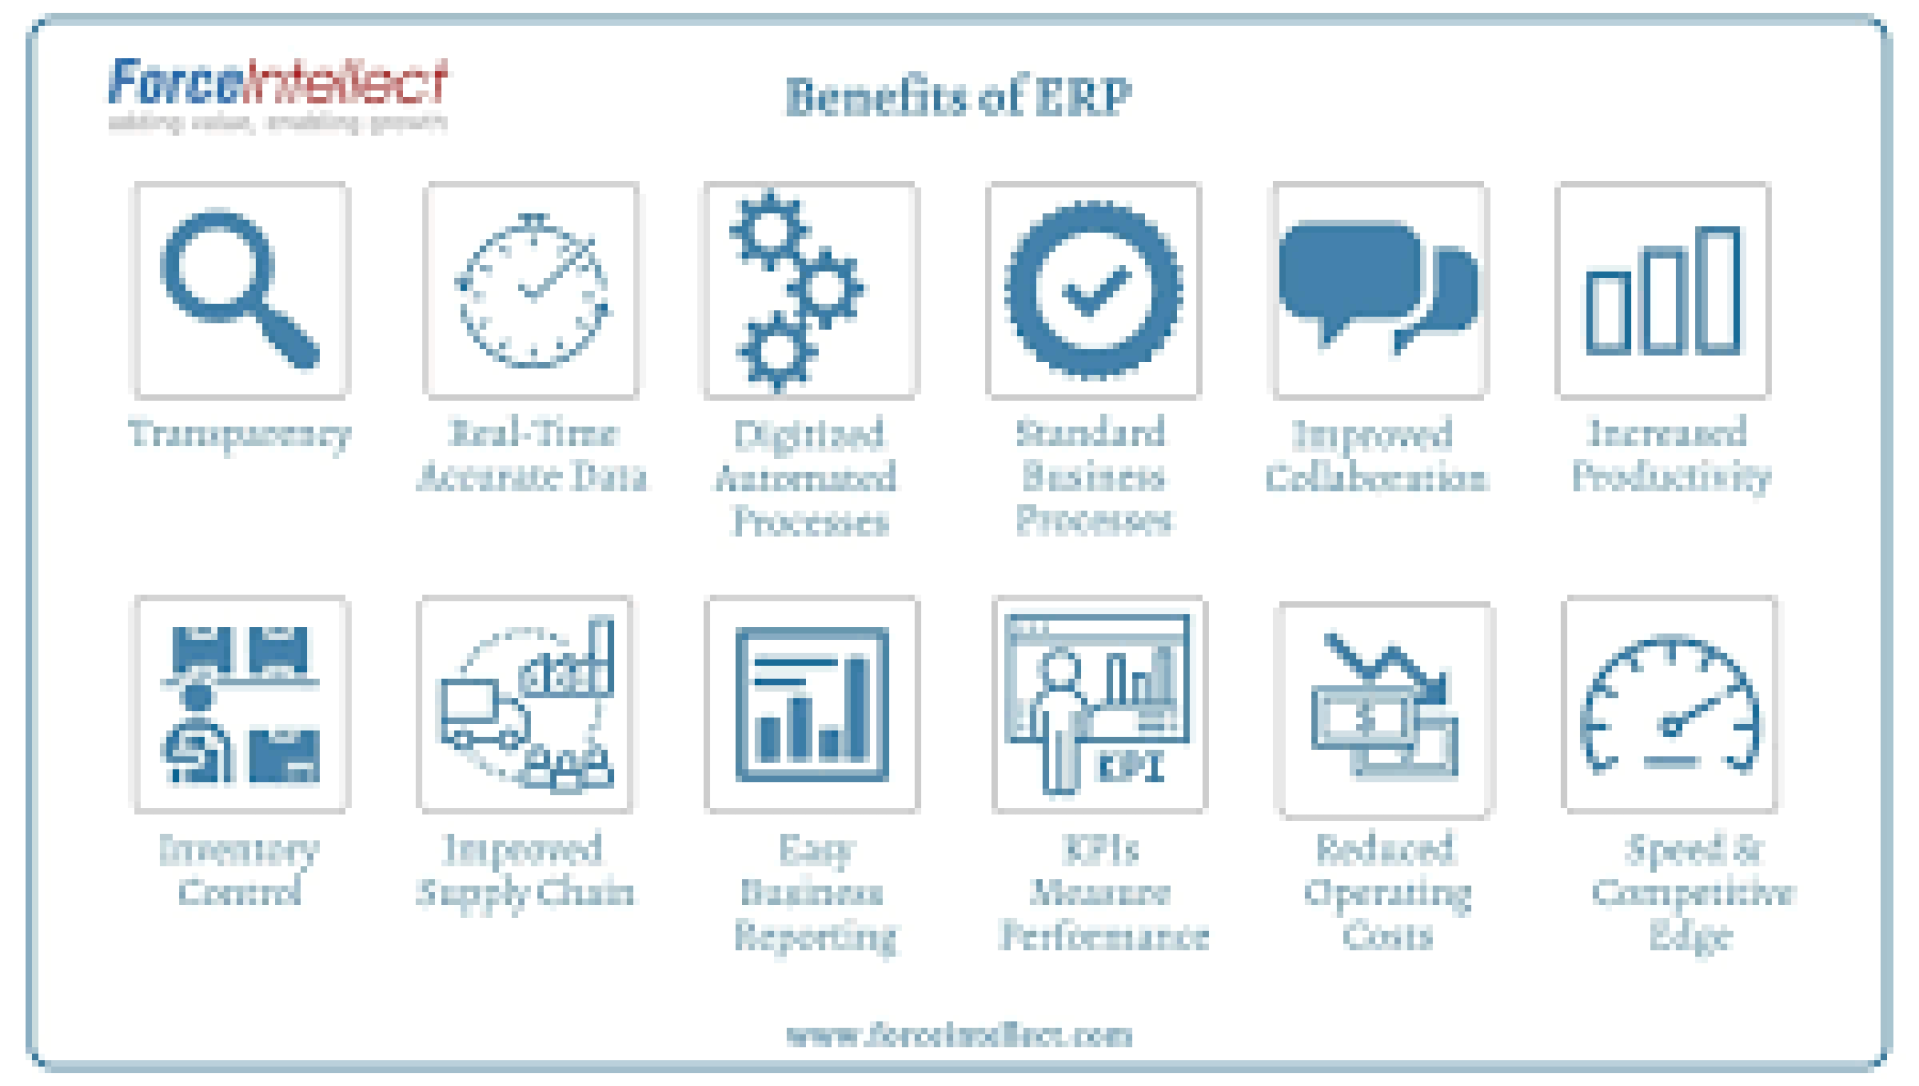 ForceIntellect
adding value, enabling growth
Benefits of ERP
Transparency
Real-Time
Accurate Data
Digitized
Automated
Processes
Standard
Business
Processes
Improved
Collaboration
Increased
Productivity
Inventory
Control
Improved
Supply Chain
Easy
Business
Reporting
KPI
KPIs
Measure
Performance
$
Reduced
Operating
Costs
Speed &
Competitive
Edge
www.forceintellect.com